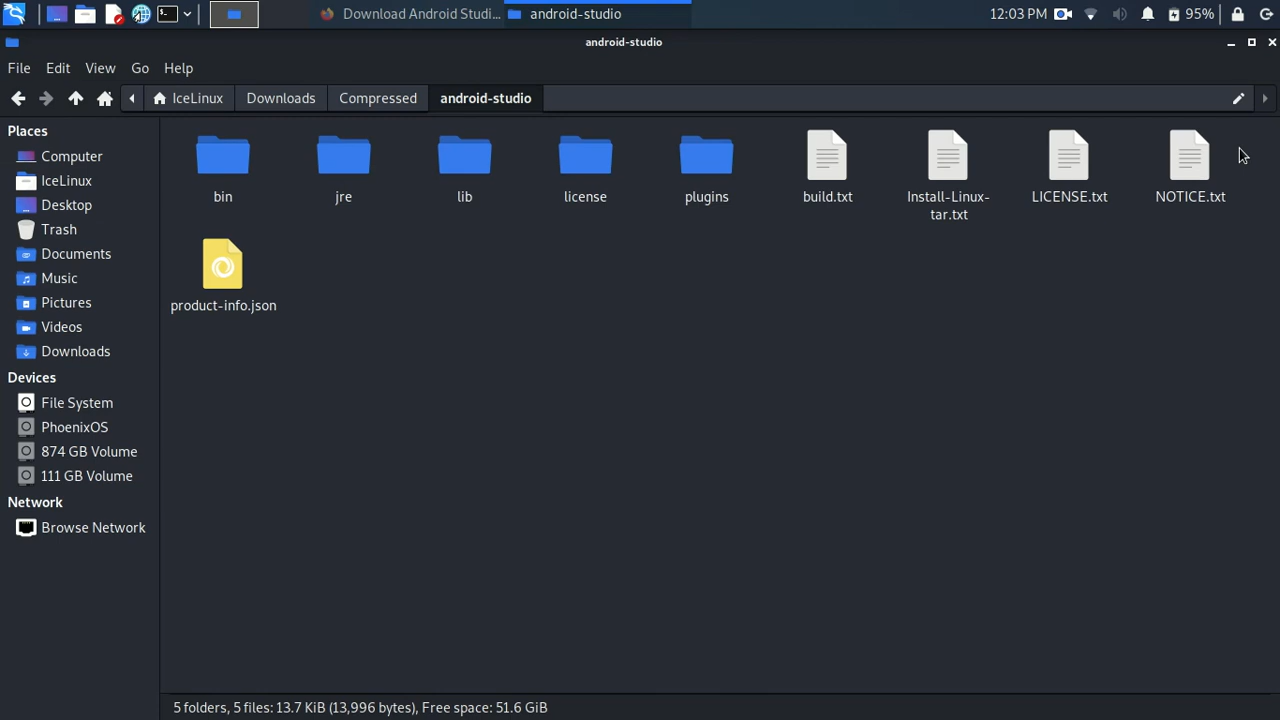 Download Android Studi...
android-studio
12:03 PM
95%
android-studio
File Edit View Go Help
IceLinux Downloads Compressed android-studio
Places
Computer
IceLinux
Desktop
Trash
Documents
Music
Pictures
Videos
Downloads
Devices
File System
PhoenixOS
874 GB Volume
111 GB Volume
Network
Browse Network
bin
jre
lib
license
plugins
build.txt
Install-Linux-
tar.txt
LICENSE.txt
NOTICE.txt
product-info.json
5 folders, 5 files: 13.7 KiB (13,996 bytes), Free space: 51.6 GiB